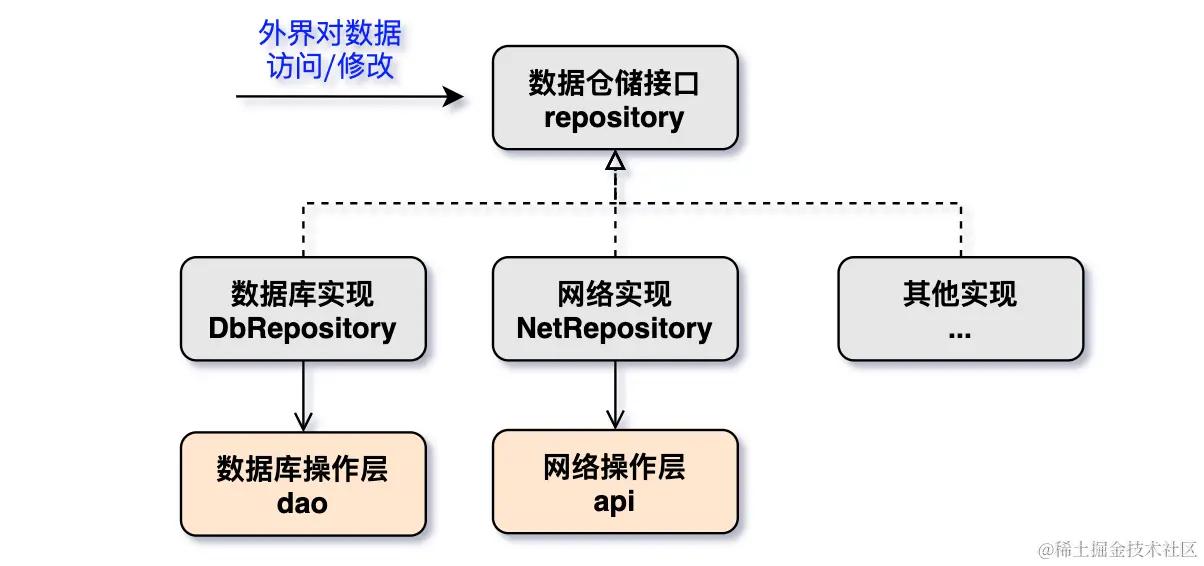 外界对数据
访问/修改
数据仓储接口
repository
数据库实现
DbRepository
网络实现
NetRepository
其他实现
...
数据库操作层
dao
网络操作层
api
@稀土掘金技术社区